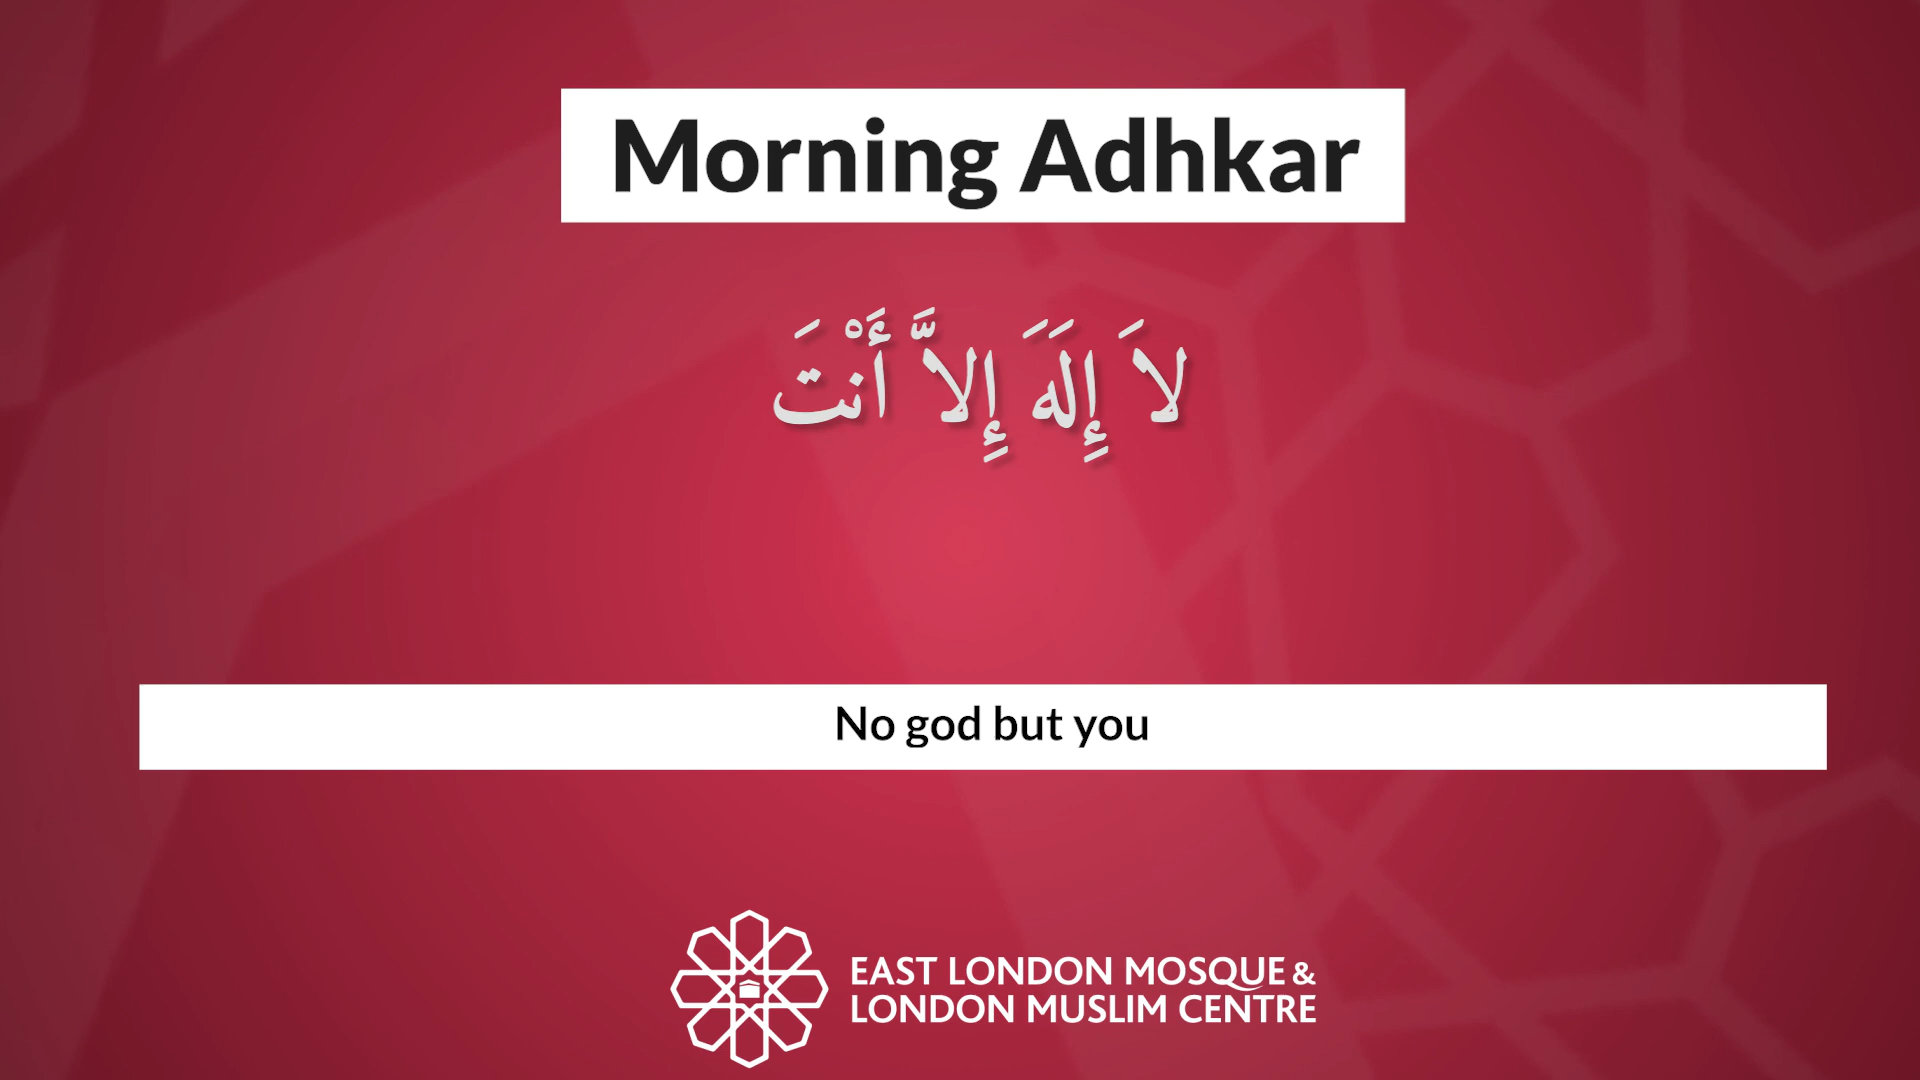 Morning Adhkar
لاَ إِلَهََ إِلاَّ أَنْتَ
No god but you
EAST LONDON MOSQUE &
LONDON MUSLIM CENTRE